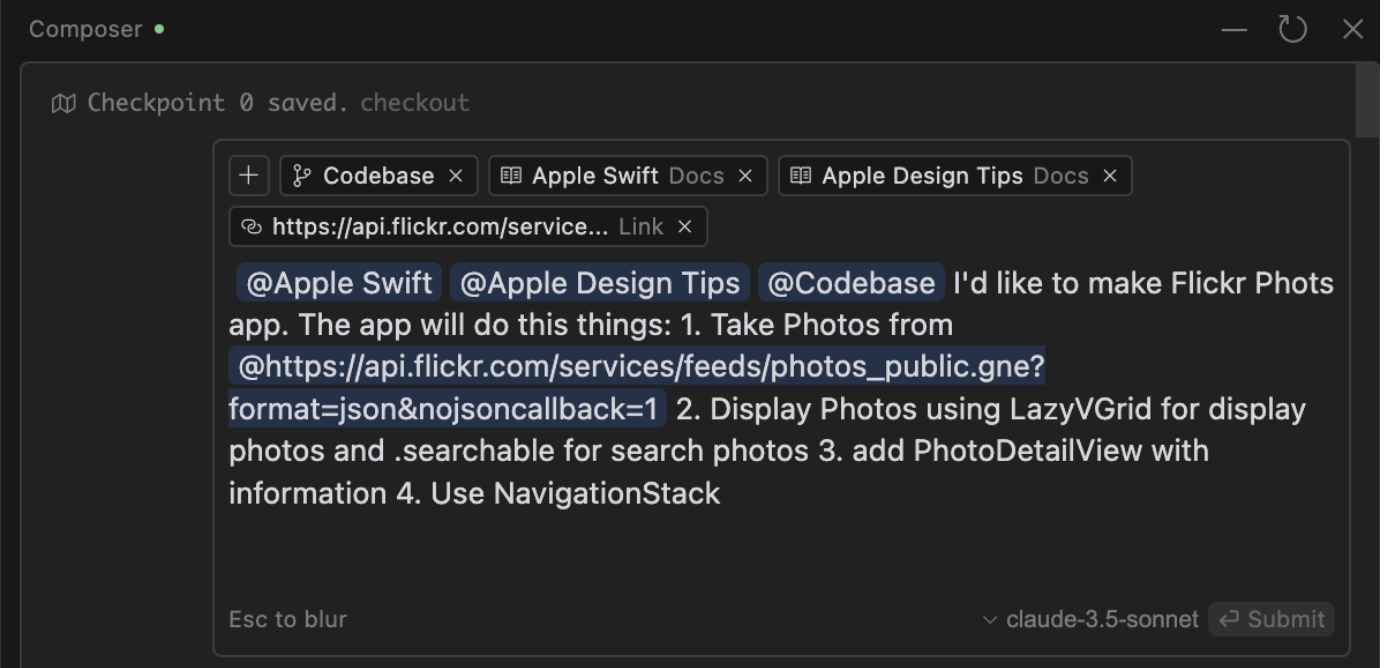 Composer
Checkpoint 0 saved. checkout
Codebase Apple Swift Docs Apple Design Tips Docs
https://api.flickr.com/service... Link
@Apple Swift @Apple Design Tips @Codebase I'd like to make Flickr Phots
app. The app will do this things: 1. Take Photos from
@https://api.flickr.com/services/feeds/photos_public.gne?
format=json&nojsoncallback=1 2. Display Photos using LazyVGrid for display
photos and .searchable for search photos 3. add PhotoDetailView with
information 4. Use NavigationStack
Esc to blur claude-3.5-sonnet Submit